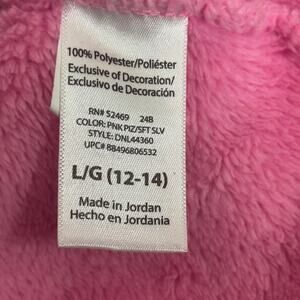 100% Polyester/Poliéster
Exclusive of Decoration/
Exclusivo de Decoración
RN# 52469 24B
COLOR: PNK PIZ/SFT SLV
STYLE: DNL44360
UPC# 88496806532
L/G (12-14)
Made in Jordan
Hecho en Jordania